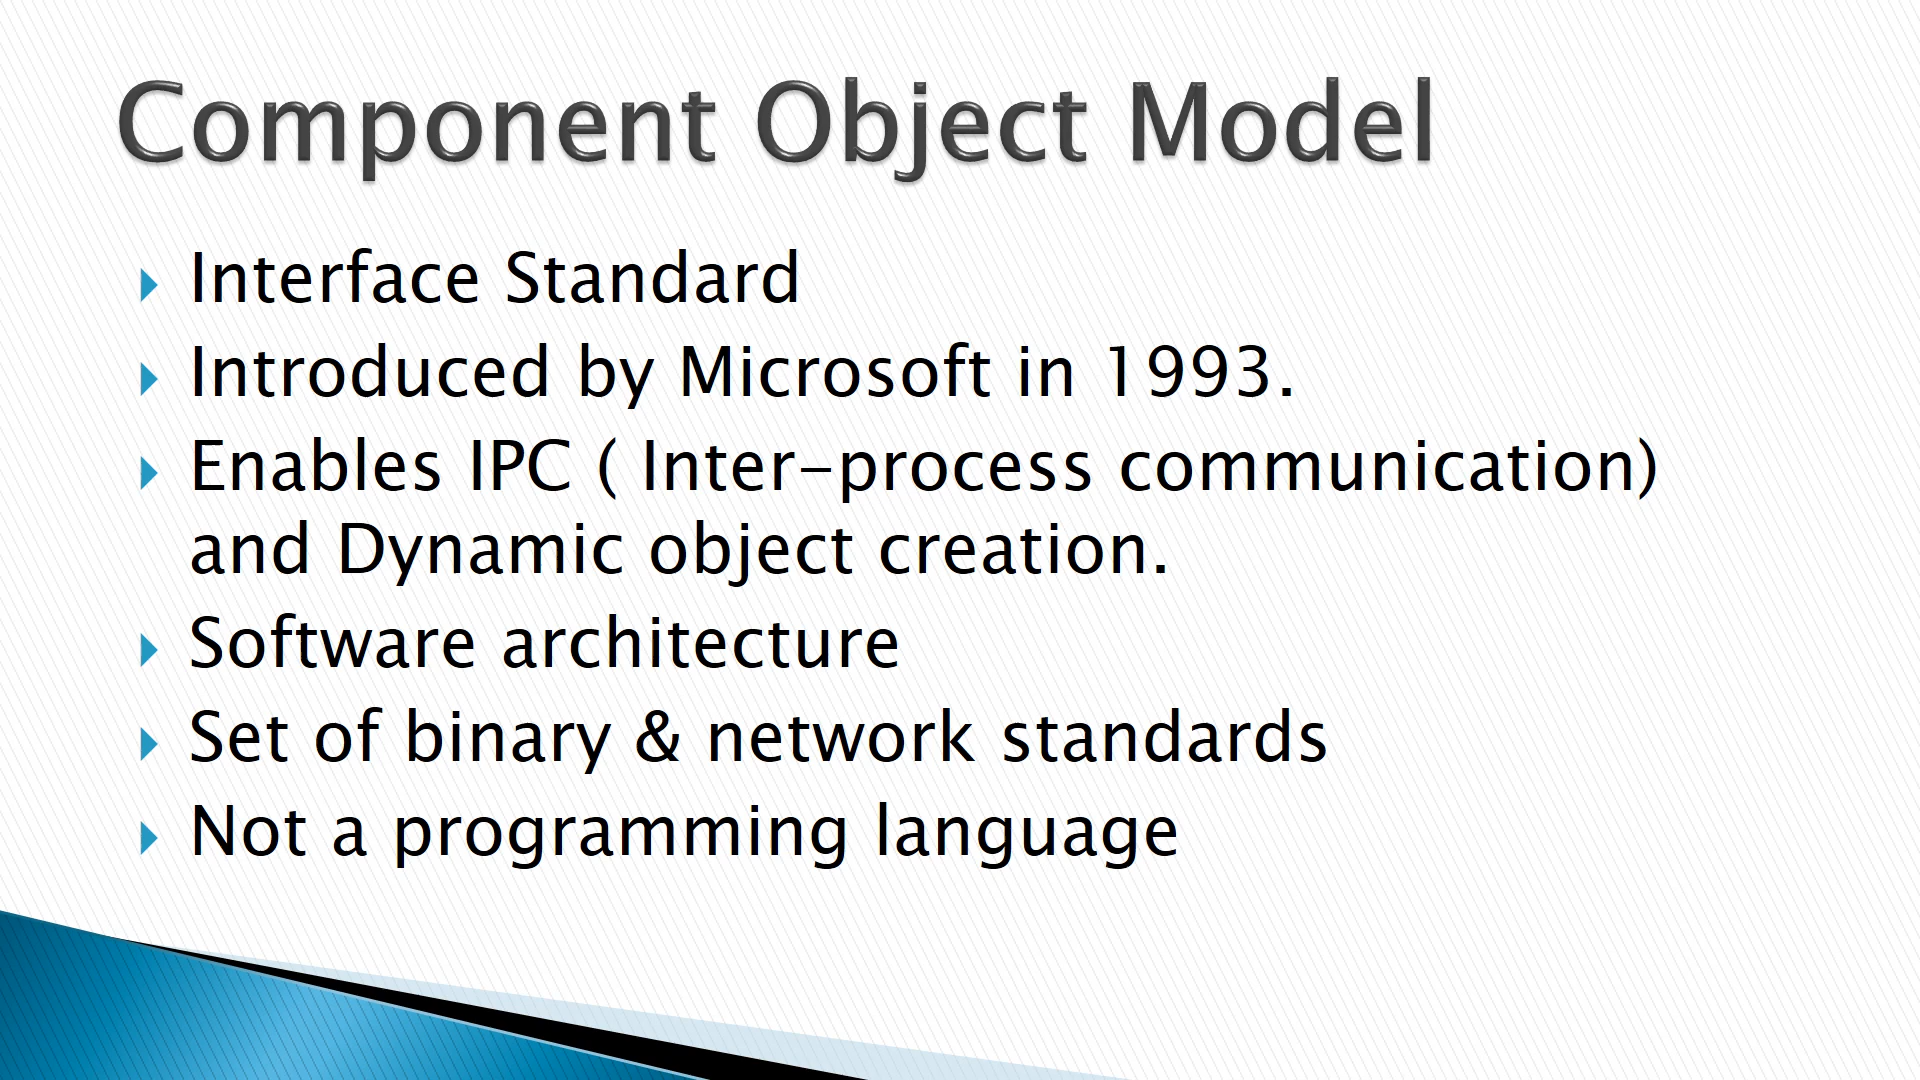 Component Object Model
Interface Standard
Introduced by Microsoft in 1993.
Enables IPC ( Inter-process communication)
and Dynamic object creation.
Software architecture
Set of binary & network standards
Not a programming language